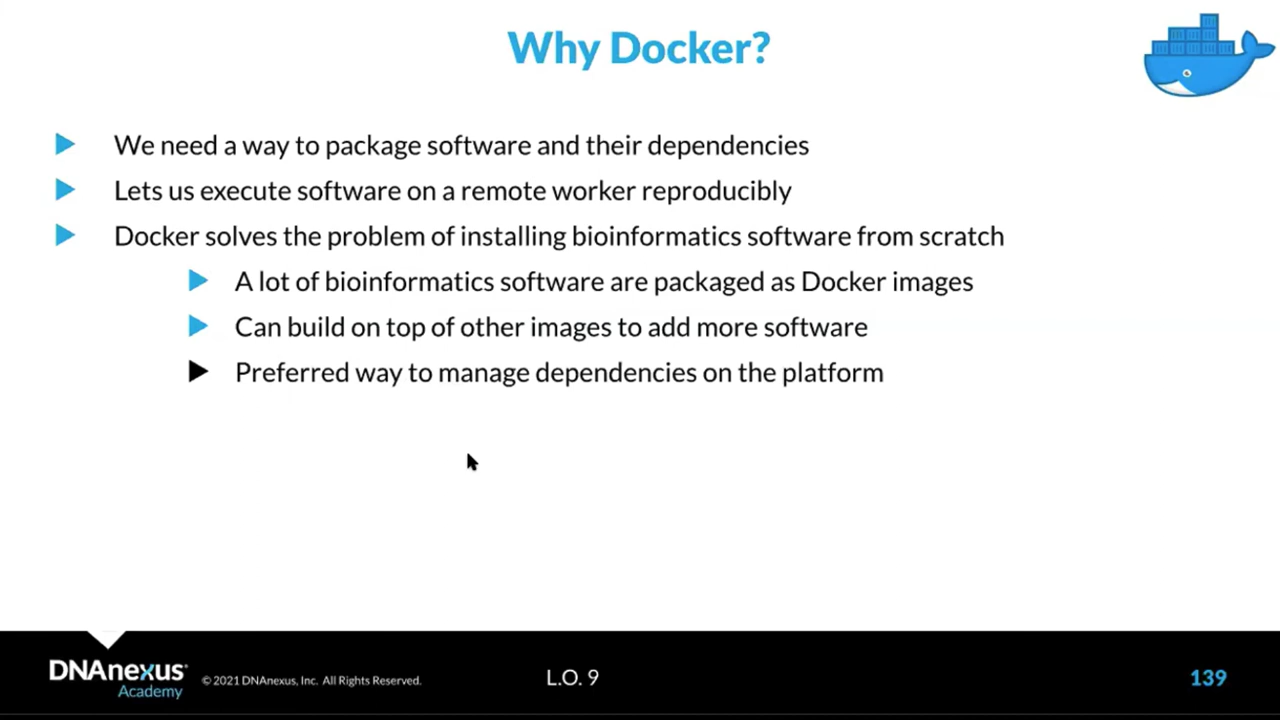 Why Docker?
We need a way to package software and their dependencies
Lets us execute software on a remote worker reproducibly
Docker solves the problem of installing bioinformatics software from scratch
A lot of bioinformatics software are packaged as Docker images
Can build on top of other images to add more software
Preferred way to manage dependencies on the platform
DNAnexus
Academy
© 2021 DNAnexus, Inc. All Rights Reserved.
L.O. 9
139